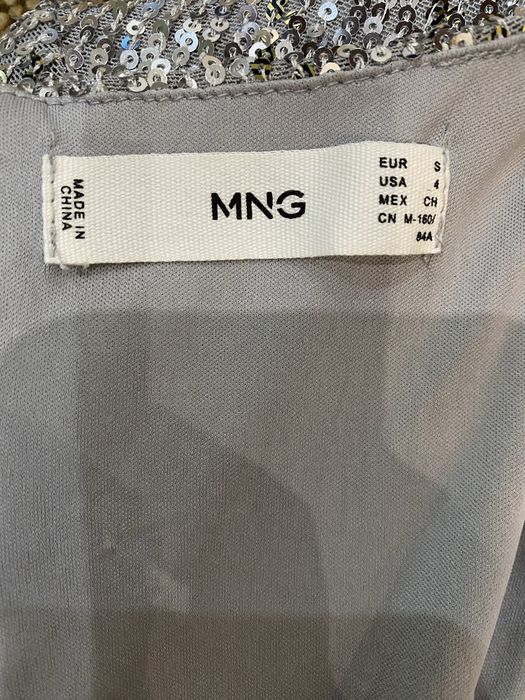 MADE IN
CHINA
MNG
EUR S
USA 4
MEX CH
CN M-160/
84A